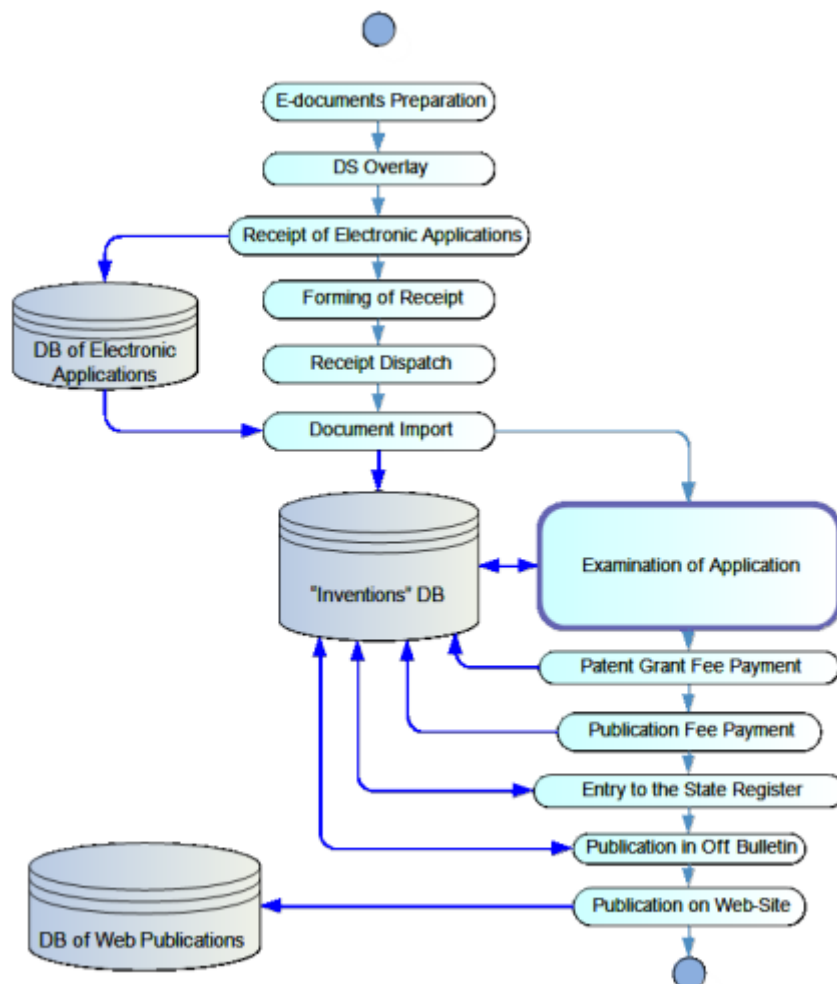 E-documents Preparation
DS Overlay
Receipt of Electronic Applications
Forming of Receipt
DB of Electronic
Applications
Receipt Dispatch
Document Import
Examination of Application
"Inventions" DB
Patent Grant Fee Payment
Publication Fee Payment
Entry to the State Register
Publication in Off Bulletin
Publication on Web-Site
DB of Web Publications